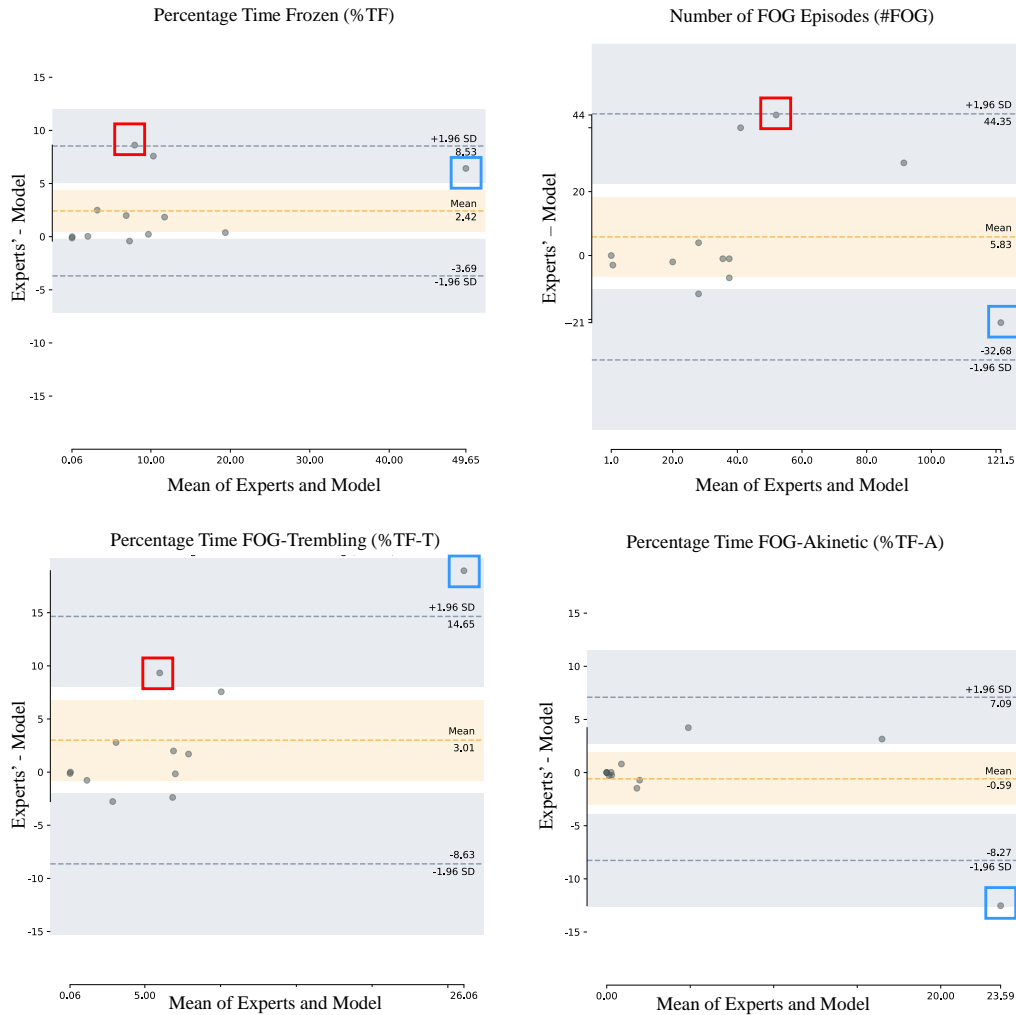 Percentage Time Frozen (%TF)
15
10
5
0
-5
-10
-15
Experts' - Model
+1.96 SD
8.53
Mean
2.42
-3.69
-1.96 SD
0.06 10.00 20.00 30.00 40.00 49.65
Mean of Experts and Model
Number of FOG Episodes (#FOG)
44
20
0
−21
Experts' – Model
+1.96 SD
44.35
Mean
5.83
-32.68
-1.96 SD
1.0 20.0 40.0 60.0 80.0 100.0 121.5
Mean of Experts and Model
Percentage Time FOG-Trembling (%TF-T)
15
10
5
0
-5
-10
-15
Experts' - Model
+1.96 SD
14.65
Mean
3.01
-8.63
-1.96 SD
0.06 5.00 26.06
Mean of Experts and Model
Percentage Time FOG-Akinetic (%TF-A)
15
10
5
0
-5
-10
-15
Experts' - Model
+1.96 SD
7.09
Mean
-0.59
-8.27
-1.96 SD
0.00 20.00 23.59
Mean of Experts and Model